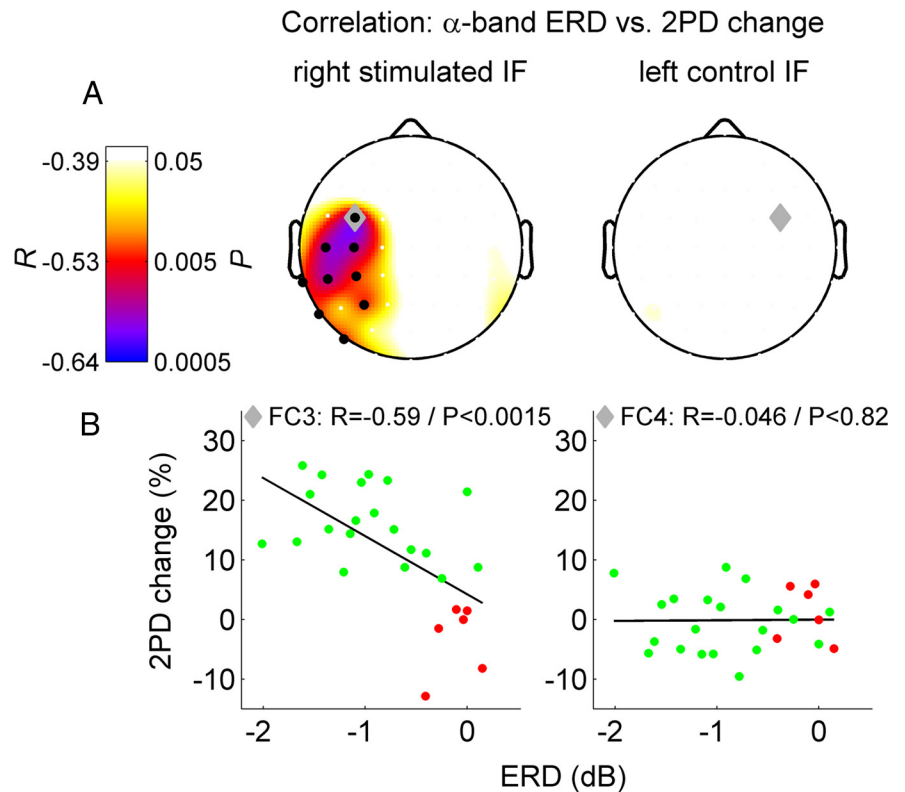 Correlation: α-band ERD vs. 2PD change
right stimulated IF
left control IF
A
-0.39 0.05
R -0.53 0.005 P
-0.64 0.0005
B
FC3: R=-0.59 / P<0.0015
FC4: R=-0.046 / P<0.82
2PD change (%)
30
20
10
0
-10
30
20
10
0
-10
-2 -1 0
-2 -1 0
ERD (dB)